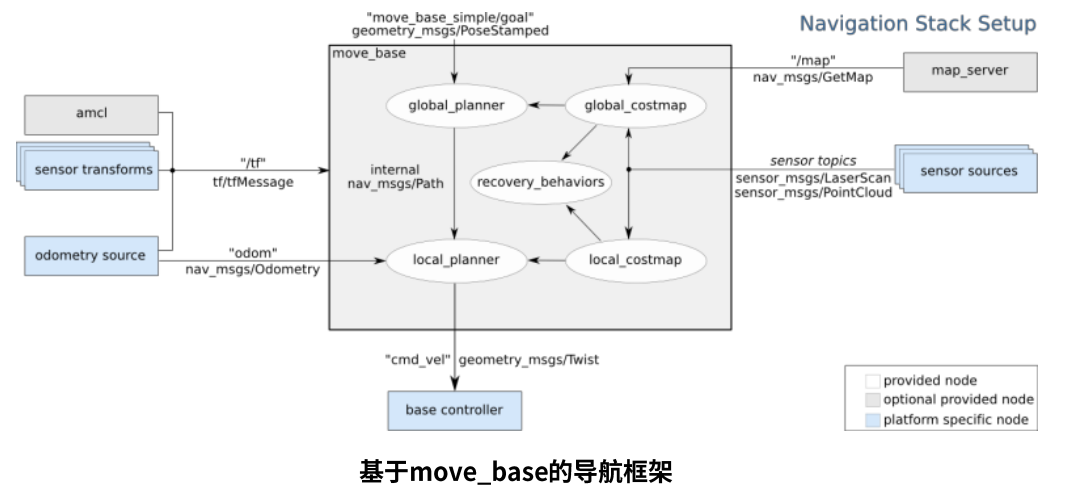 Navigation Stack Setup
"move_base_simple/goal"
geometry_msgs/PoseStamped
move_base
"/map"
nav_msgs/GetMap
map_server
amcl
global_planner
global_costmap
sensor transforms
"/tf"
tf/tfMessage
internal
nav_msgs/Path
recovery_behaviors
sensor topics
sensor_msgs/LaserScan
sensor_msgs/PointCloud
sensor sources
odometry source
"odom"
nav_msgs/Odometry
local_planner
local_costmap
"cmd_vel" geometry_msgs/Twist
base controller
provided node
optional provided node
platform specific node
基于move_base的导航框架